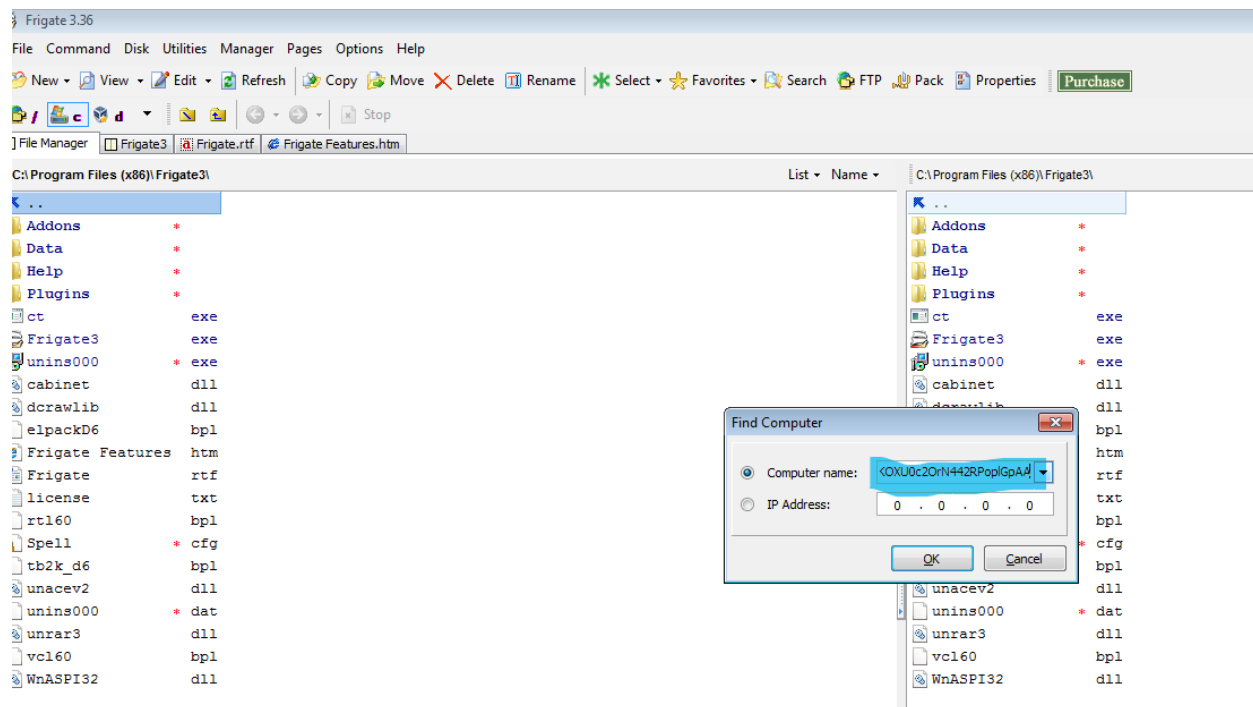 Frigate 3.36
File Command Disk Utilities Manager Pages Options Help
New View Edit Refresh Copy Move Delete Rename Select Favorites Search FTP Pack Properties Purchase
/ c d Stop
File Manager Frigate3 Frigate.rtf Frigate Features.htm
C:\Program Files (x86)\Frigate3\ List Name
..
Addons *
Data *
Help *
Plugins *
ct exe
Frigate3 exe
unins000 * exe
cabinet dll
dcrawlib dll
elpackD6 bpl
Frigate Features htm
Frigate rtf
license txt
rtl60 bpl
Spell * cfg
tb2k_d6 bpl
unacev2 dll
unins000 * dat
unrar3 dll
vcl60 bpl
WnASPI32 dll
C:\Program Files (x86)\Frigate3\
..
Addons *
Data *
Help *
Plugins *
ct exe
Frigate3 exe
unins000 * exe
cabinet dll
dll
bpl
htm
rtf
txt
bpl
* cfg
bpl
unacev2 dll
unins000 * dat
unrar3 dll
vcl60 bpl
WnASPI32 dll
Find Computer
Computer name:
IP Address: 0 . 0 . 0 . 0
OK Cancel